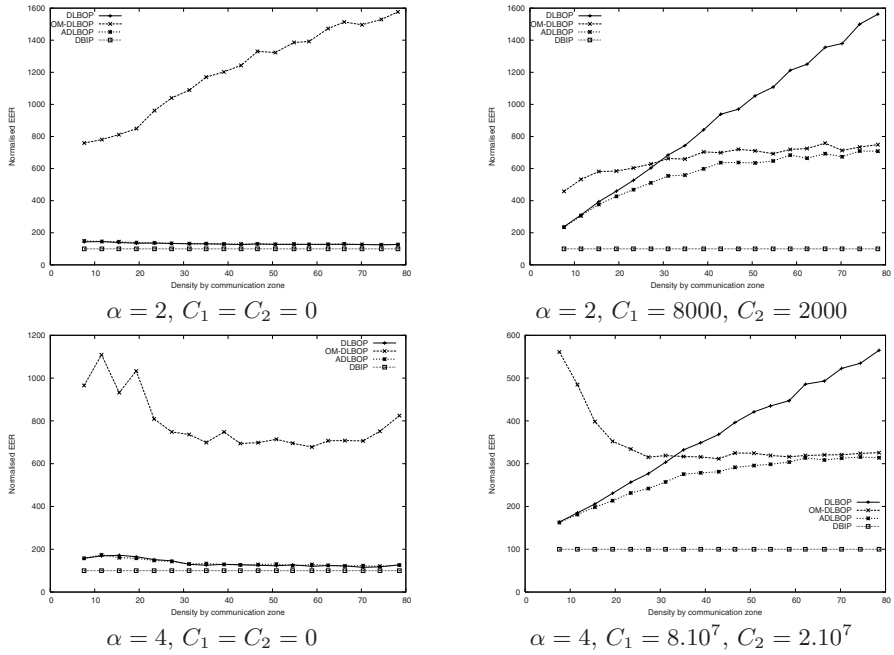 1600
1400
1200
1000
800
600
400
200
0
Normalised EER
DLBOP
OM-DLBOP
ADLBOP
DBIP
0 10 20 30 40 50 60 70 80
Density by communication zone
α = 2, C₁ = C₂ = 0
1600
1400
1200
1000
800
600
400
200
0
Normalised EER
DLBOP
OM-DLBOP
ADLBOP
DBIP
0 10 20 30 40 50 60 70 80
Density by communication zone
α = 2, C₁ = 8000, C₂ = 2000
1200
1000
800
600
400
200
0
Normalised EER
DLBOP
OM-DLBOP
ADLBOP
DBIP
0 10 20 30 40 50 60 70 80
Density by communication zone
α = 4, C₁ = C₂ = 0
600
500
400
300
200
100
0
Normalised EER
DLBOP
OM-DLBOP
ADLBOP
DBIP
0 10 20 30 40 50 60 70 80
Density by communication zone
α = 4, C₁ = 8.10⁷, C₂ = 2.10⁷